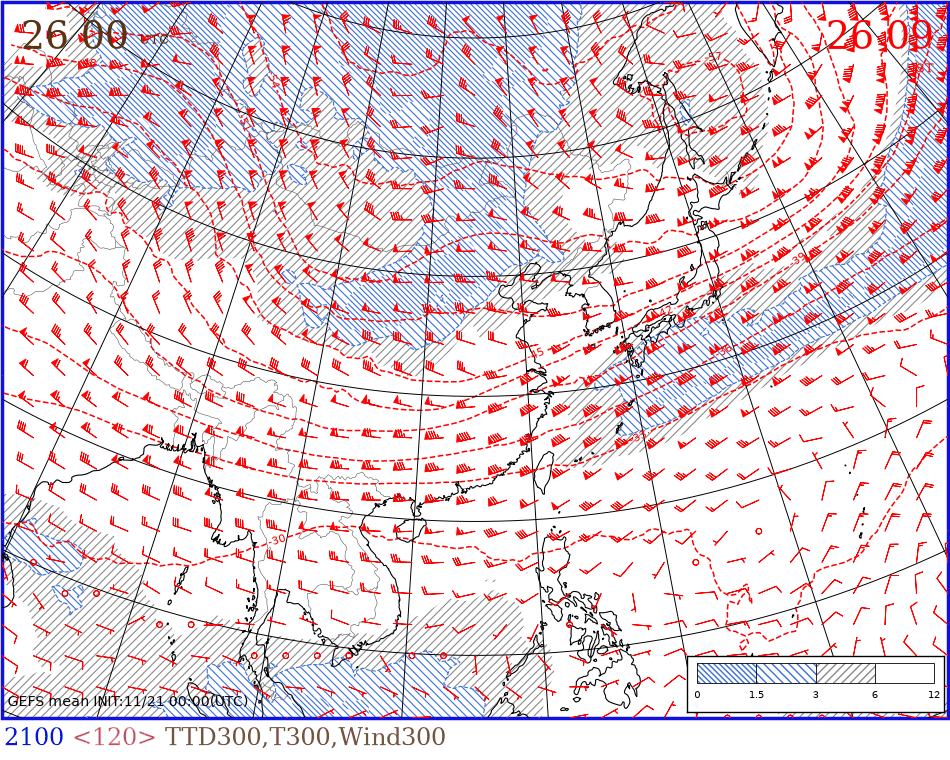 26 00 UTC
26 09
GEFS mean INIT:11/21 00:00(UTC)
0 1.5 3 6 12
2100 <120> TTD300,T300,Wind300